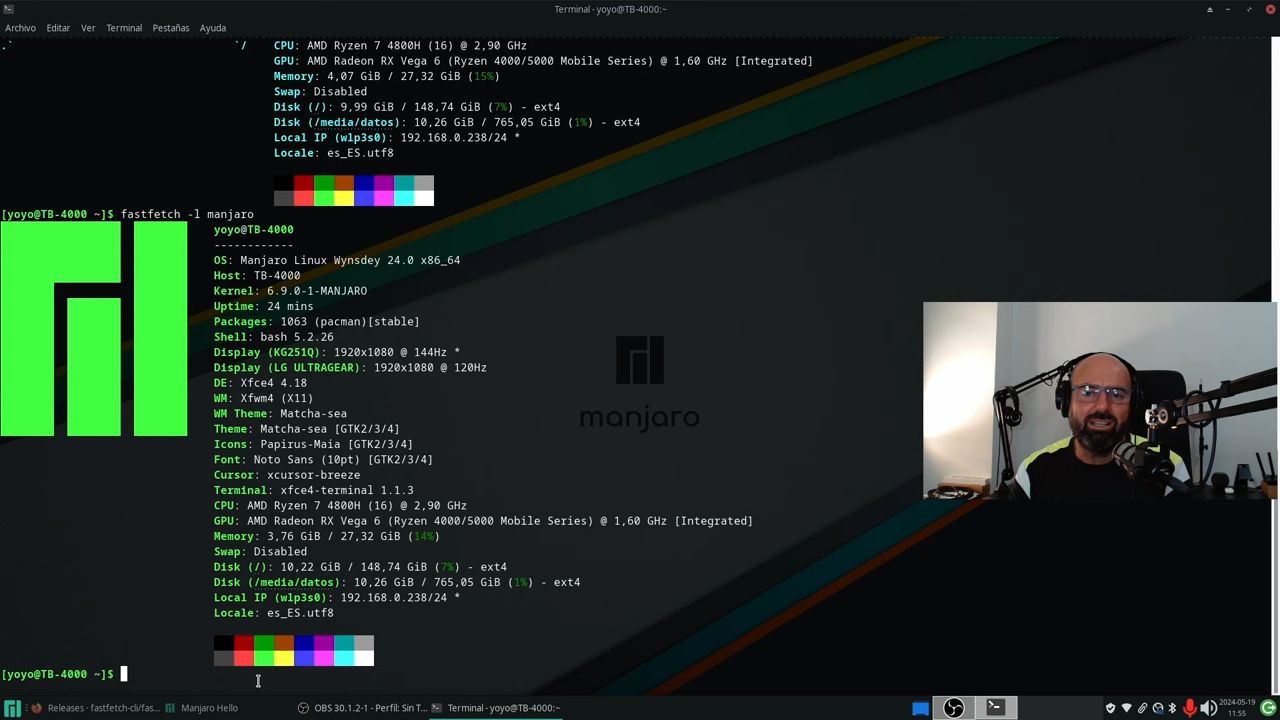 Terminal - yoyo@TB-4000:~
Archivo Editar Ver Terminal Pestañas Ayuda
.` `/ CPU: AMD Ryzen 7 4800H (16) @ 2,90 GHz
GPU: AMD Radeon RX Vega 6 (Ryzen 4000/5000 Mobile Series) @ 1,60 GHz [Integrated]
Memory: 4,07 GiB / 27,32 GiB (15%)
Swap: Disabled
Disk (/): 9,99 GiB / 148,74 GiB (7%) - ext4
Disk (/media/datos): 10,26 GiB / 765,05 GiB (1%) - ext4
Local IP (wlp3s0): 192.168.0.238/24 *
Locale: es_ES.utf8
[yoyo@TB-4000 ~]$ fastfetch -l manjaro
yoyo@TB-4000
------------
OS: Manjaro Linux Wynsdey 24.0 x86_64
Host: TB-4000
Kernel: 6.9.0-1-MANJARO
Uptime: 24 mins
Packages: 1063 (pacman)[stable]
Shell: bash 5.2.26
Display (KG251Q): 1920x1080 @ 144Hz *
Display (LG ULTRAGEAR): 1920x1080 @ 120Hz
DE: Xfce4 4.18
WM: Xfwm4 (X11)
WM Theme: Matcha-sea
Theme: Matcha-sea [GTK2/3/4]
Icons: Papirus-Maia [GTK2/3/4]
Font: Noto Sans (10pt) [GTK2/3/4]
Cursor: xcursor-breeze
Terminal: xfce4-terminal 1.1.3
CPU: AMD Ryzen 7 4800H (16) @ 2,90 GHz
GPU: AMD Radeon RX Vega 6 (Ryzen 4000/5000 Mobile Series) @ 1,60 GHz [Integrated]
Memory: 3,76 GiB / 27,32 GiB (14%)
Swap: Disabled
Disk (/): 10,22 GiB / 148,74 GiB (7%) - ext4
Disk (/media/datos): 10,26 GiB / 765,05 GiB (1%) - ext4
Local IP (wlp3s0): 192.168.0.238/24 *
Locale: es_ES.utf8
manjaro
[yoyo@TB-4000 ~]$
Releases · fastfetch-cli/fas... Manjaro Hello OBS 30.1.2-1 - Perfil: Sin T... Terminal - yoyo@TB-4000:~ 2024-05-19
11:55